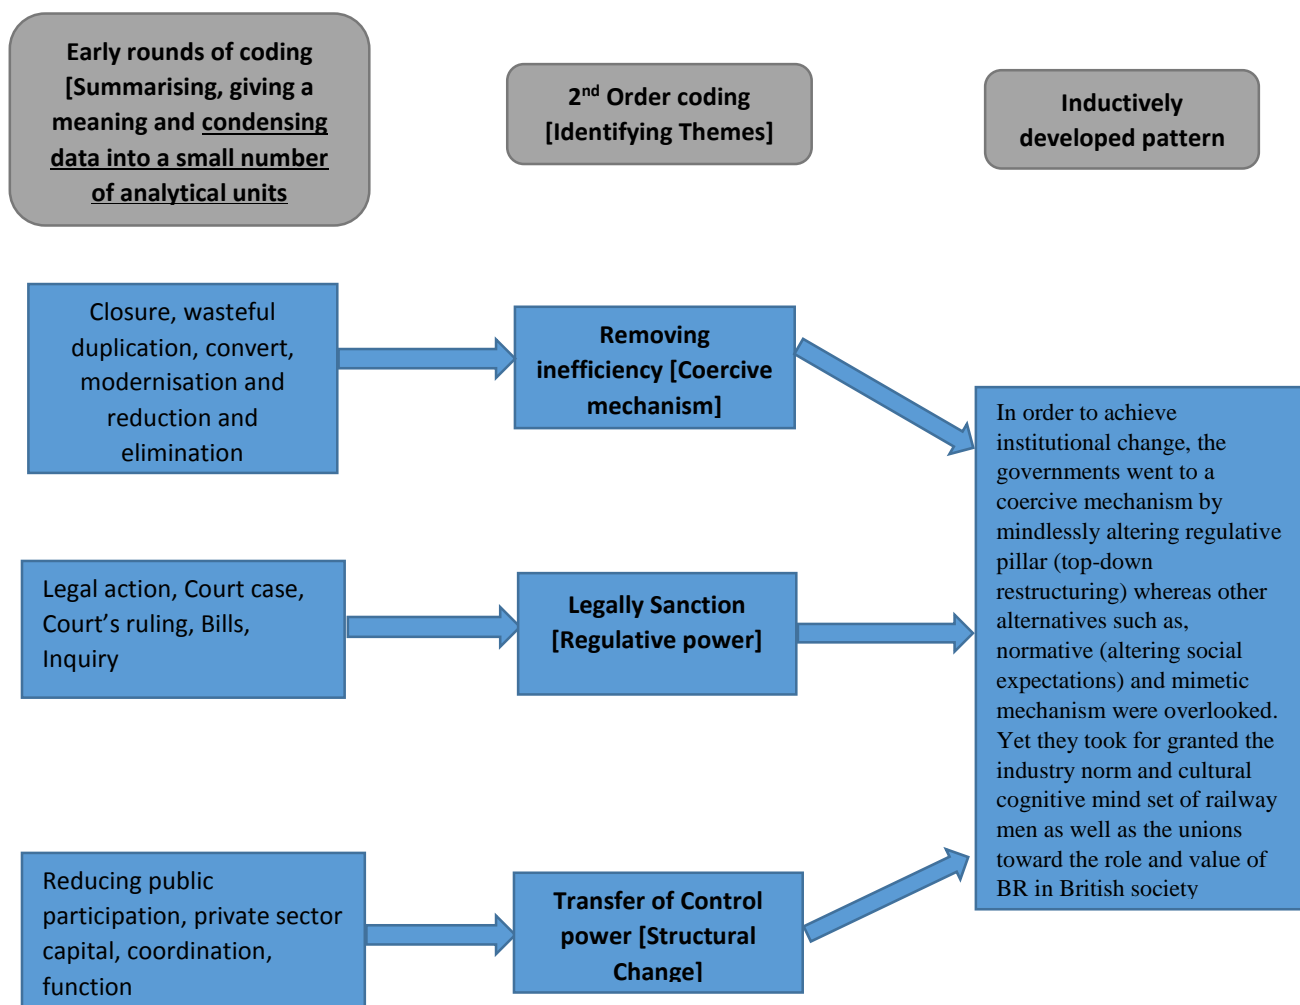 Early rounds of coding
[Summarising, giving a
meaning and condensing
data into a small number
of analytical units
2nd Order coding
[Identifying Themes]
Inductively
developed pattern
Closure, wasteful
duplication, convert,
modernisation and
reduction and
elimination
Removing
inefficiency [Coercive
mechanism]
Legal action, Court case,
Court's ruling, Bills,
Inquiry
Legally Sanction
[Regulative power]
Reducing public
participation, private sector
capital, coordination,
function
Transfer of Control
power [Structural
Change]
In order to achieve
institutional change, the
governments went to a
coercive mechanism by
mindlessly altering regulative
pillar (top-down
restructuring) whereas other
alternatives such as,
normative (altering social
expectations) and mimetic
mechanism were overlooked.
Yet they took for granted the
industry norm and cultural
cognitive mind set of railway
men as well as the unions
toward the role and value of
BR in British society